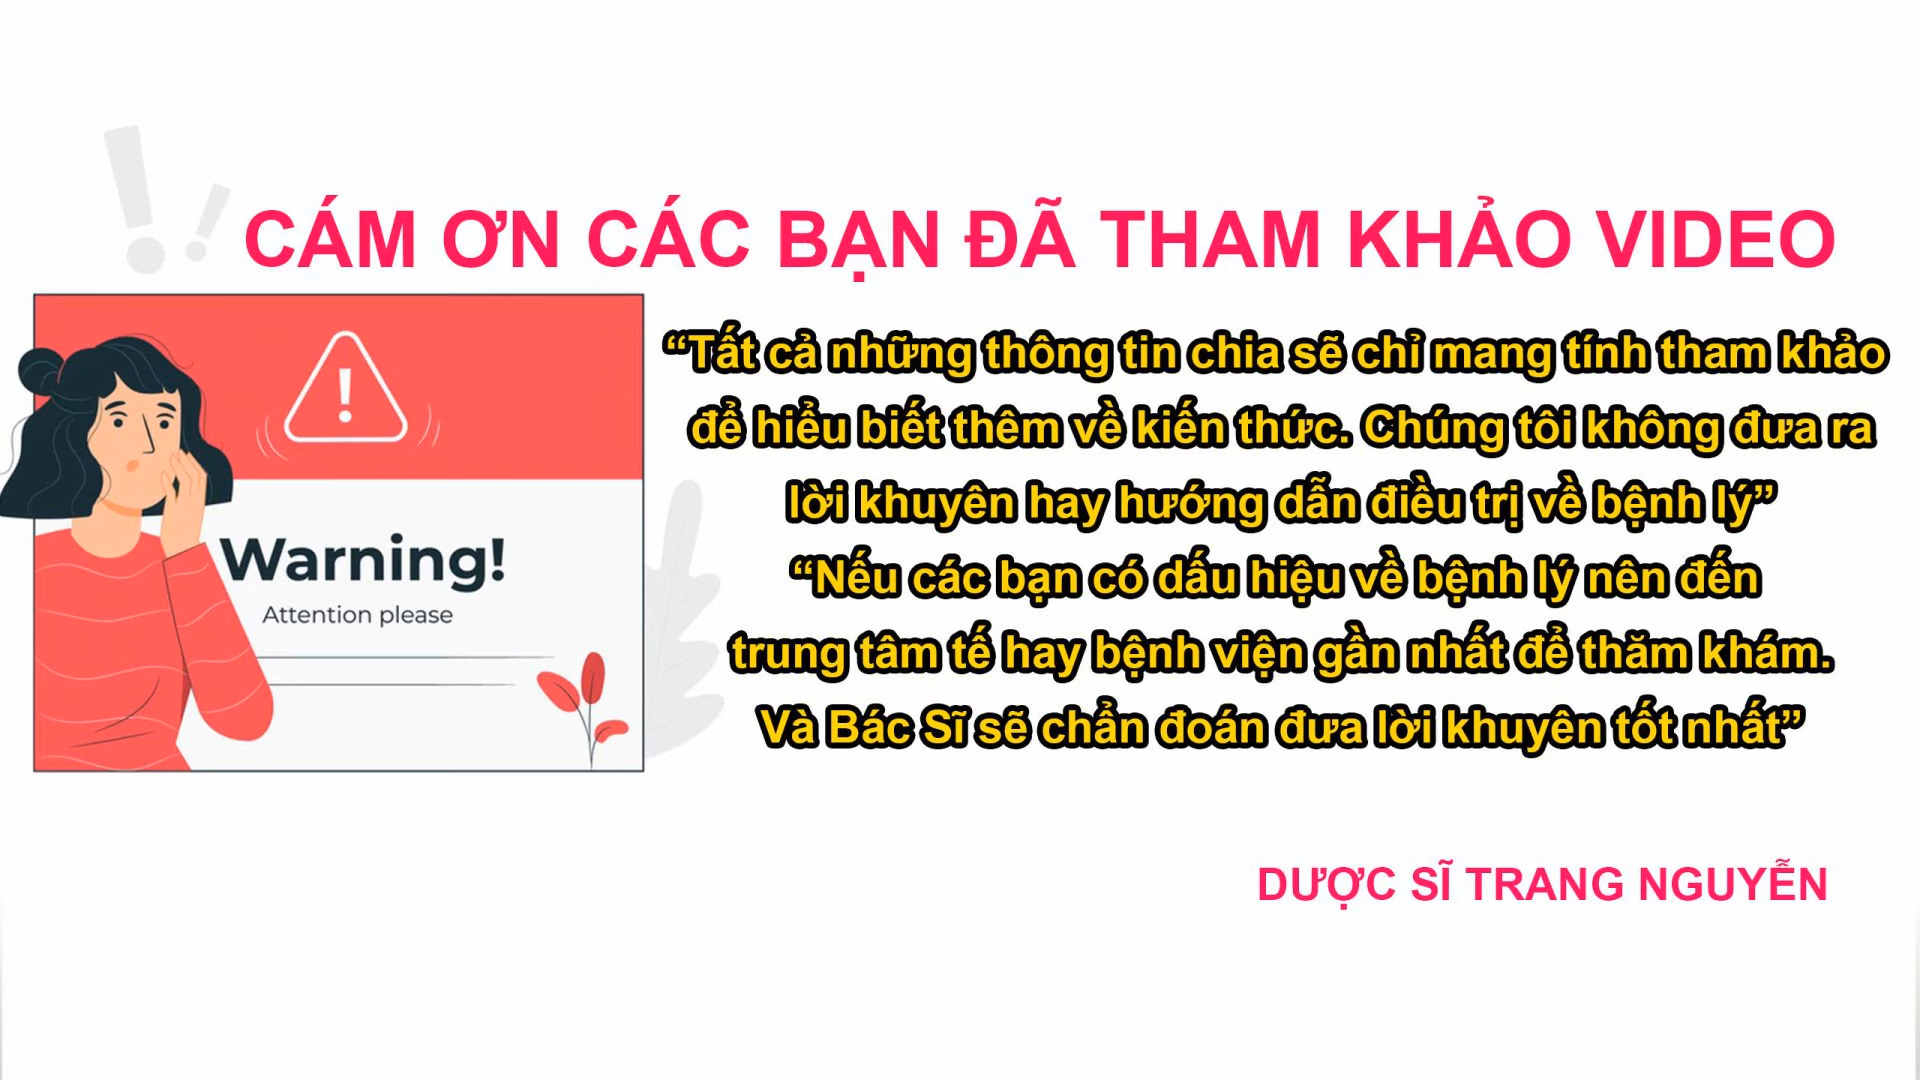 CÁM ƠN CÁC BẠN ĐÃ THAM KHẢO VIDEO
“Tất cả những thông tin chia sẽ chỉ mang tính tham khảo
để hiểu biết thêm về kiến thức. Chúng tôi không đưa ra
lời khuyên hay hướng dẫn điều trị về bệnh lý”
“Nếu các bạn có dấu hiệu về bệnh lý nên đến
trung tâm tế hay bệnh viện gần nhất để thăm khám.
Và Bác Sĩ sẽ chẩn đoán đưa lời khuyên tốt nhất”
Warning!
Attention please
DƯỢC SĨ TRANG NGUYỄN